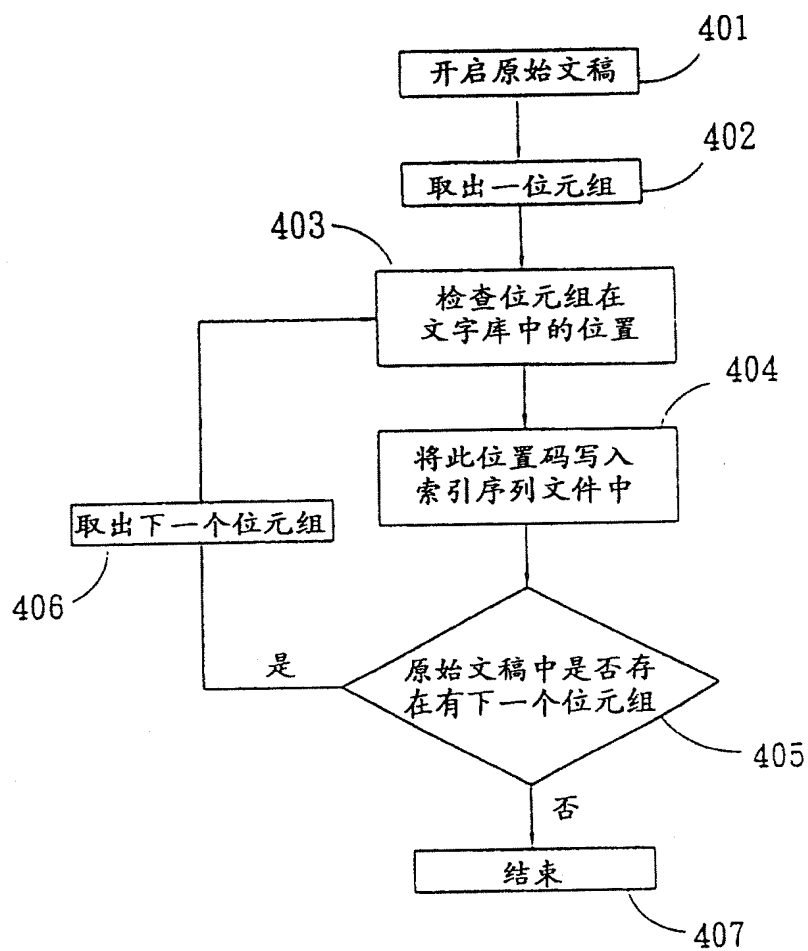 401
开启原始文稿
402
取出一位元组
403
检查位元组在
文字库中的位置
404
将此位置码写入
索引序列文件中
取出下一个位元组
406
是
原始文稿中是否存
在有下一个位元组
405
否
结束
407